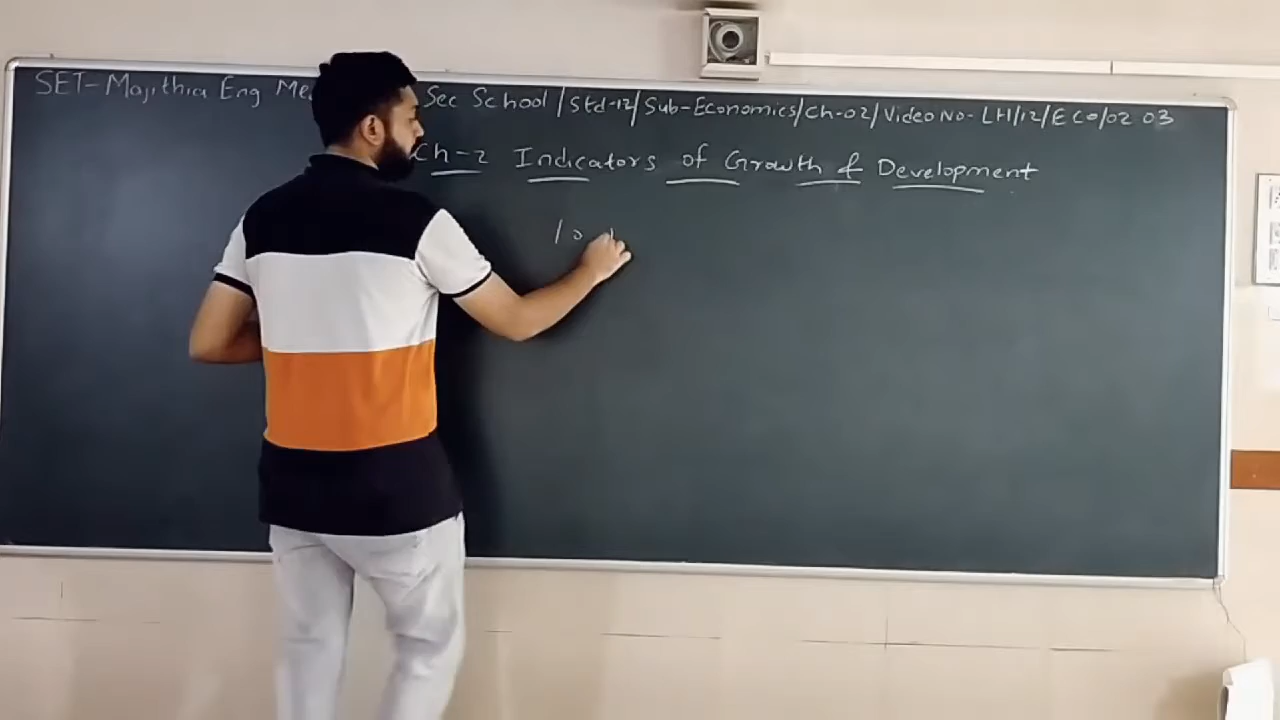 SET-Majithia Eng Me Sec School / Std-12/ Sub-Economics/Ch-02/ Video No- LH/12/ECO/02 03
Ch-2 Indicators of Growth & Development
10